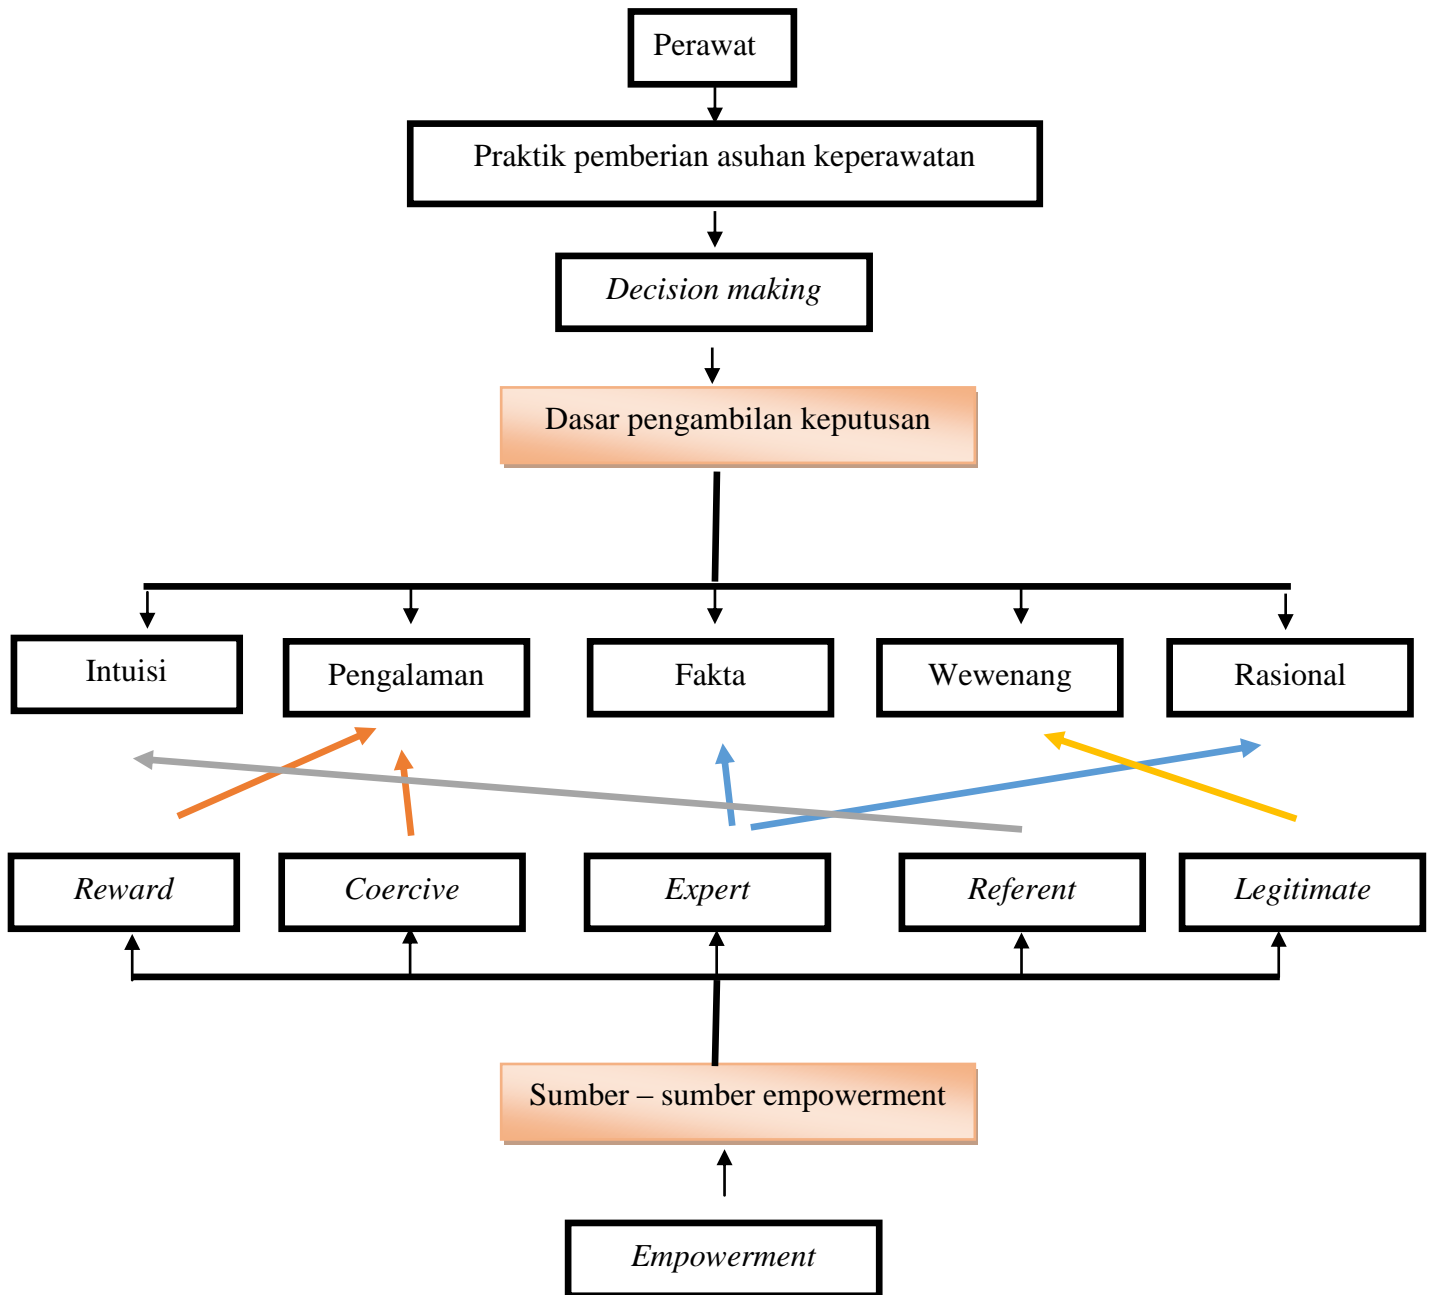 Perawat
Praktik pemberian asuhan keperawatan
Decision making
Dasar pengambilan keputusan
Intuisi
Pengalaman
Fakta
Wewenang
Rasional
Reward
Coercive
Expert
Referent
Legitimate
Sumber – sumber empowerment
Empowerment